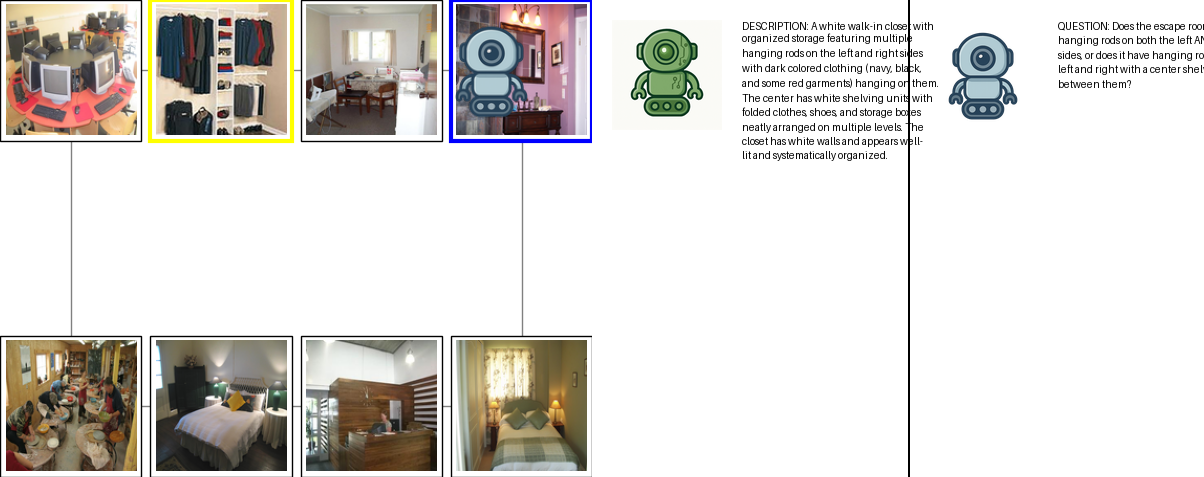 DESCRIPTION: A white walk-in closet with
organized storage featuring multiple
hanging rods on the left and right sides
with dark colored clothing (navy, black,
and some red garments) hanging on them.
The center has white shelving units with
folded clothes, shoes, and storage boxes
neatly arranged on multiple levels. The
closet has white walls and appears well-
lit and systematically organized.
QUESTION: Does the escape roo
hanging rods on both the left AN
sides, or does it have hanging ro
left and right with a center shel
between them?